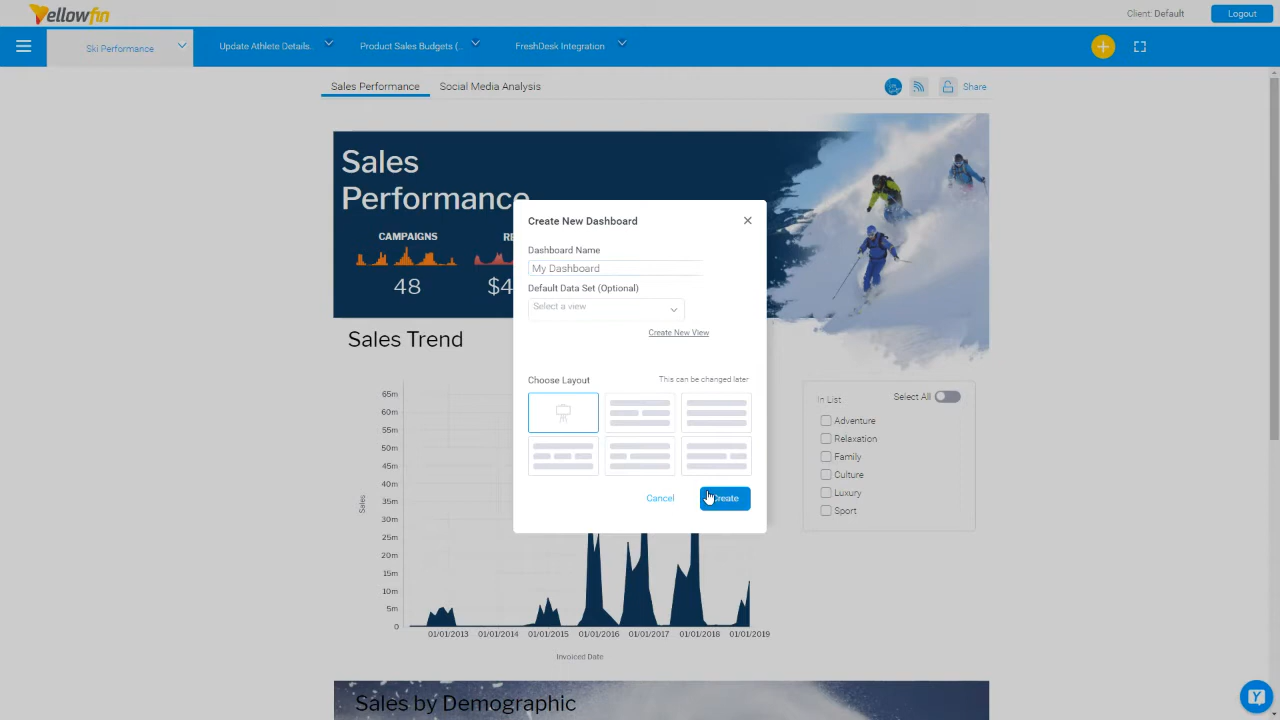 Yellowfin
Client: Default
Logout
Ski Performance
Update Athlete Details..
Product Sales Budgets (..
FreshDesk Integration
Sales Performance
Social Media Analysis
Share
Sales
Performance
CAMPAIGNS
48
$4
Create New Dashboard
Dashboard Name
My Dashboard
Default Data Set (Optional)
Select a view
Create New View
Choose Layout
This can be changed later
Cancel
Create
Sales Trend
65m
60m
55m
50m
45m
40m
35m
30m
25m
20m
15m
10m
5m
0
Sales
01/01/2013
01/01/2014
01/01/2015
01/01/2016
01/01/2017
01/01/2018
01/01/2019
Invoiced Date
In List
Select All
Adventure
Relaxation
Family
Culture
Luxury
Sport
Sales by Demographic